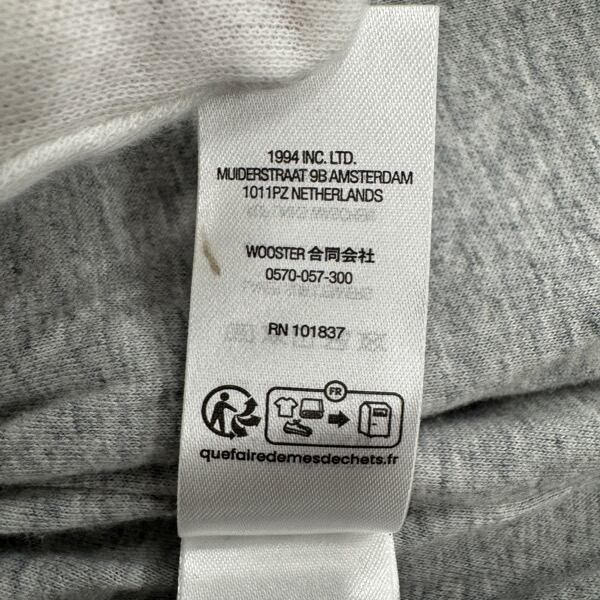 1994 INC. LTD.
MUIDERSTRAAT 9B AMSTERDAM
1011PZ NETHERLANDS
WOOSTER 合同会社
0570-057-300
RN 101837
FR
quefairedemesdechets.fr